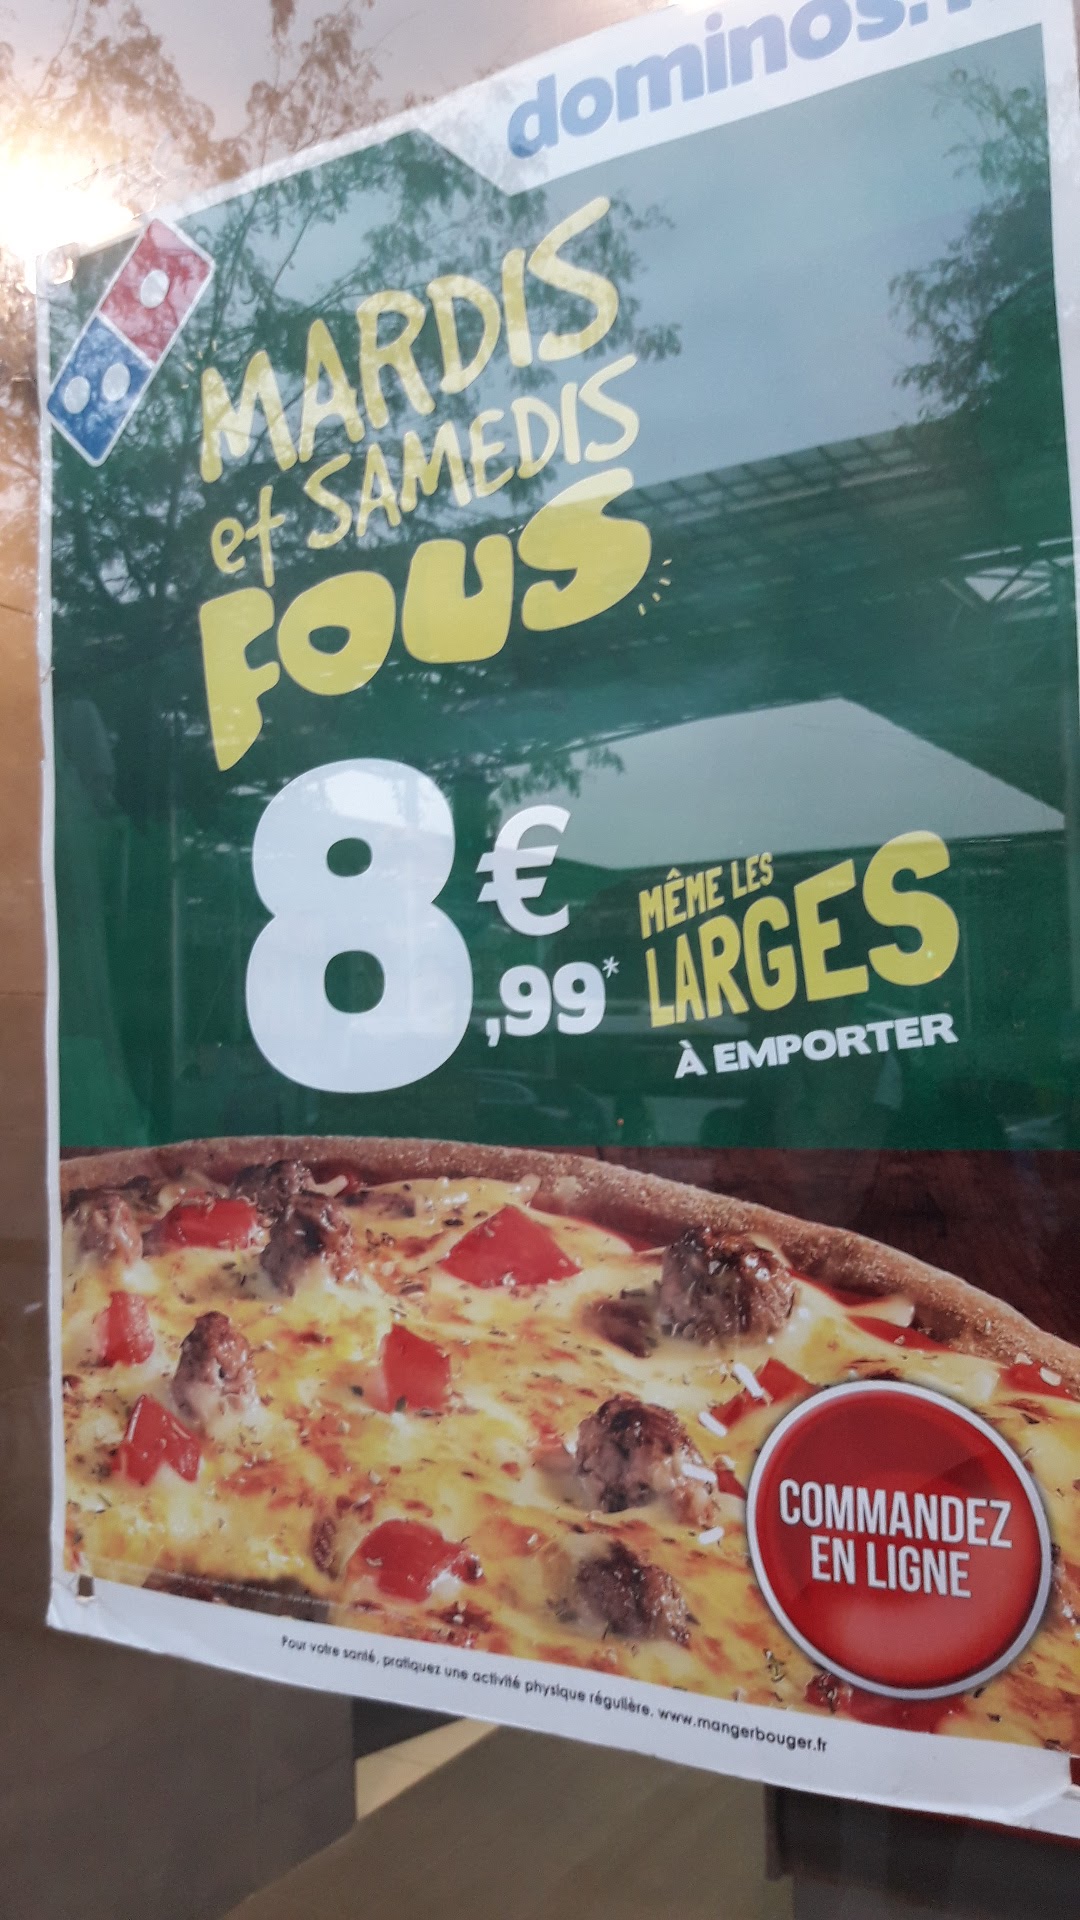 dominos.
MARDIS
et SAMEDIS
FOUS
8€,99*
MÊME LES
LARGES
À EMPORTER
COMMANDEZ
EN LIGNE
Pour votre santé, pratiquez une activité physique régulière. www.mangerbouger.fr